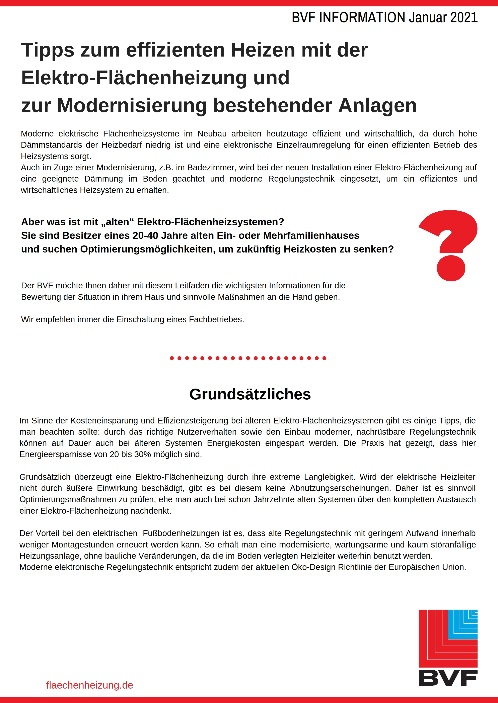 BVF INFORMATION Januar 2021
Tipps zum effizienten Heizen mit der
Elektro-Flächenheizung und
zur Modernisierung bestehender Anlagen
Moderne elektrische Flächenheizsysteme im Neubau arbeiten heutzutage effizient und wirtschaftlich, da durch hohe
Dämmstandards der Heizbedarf niedrig ist und eine elektronische Einzelraumregelung für einen effizienten Betrieb des
Heizsystems sorgt.
Auch im Zuge einer Modernisierung, z.B. im Badezimmer, wird bei der neuen Installation einer Elektro-Flächenheizung auf
eine geeignete Dämmung im Boden geachtet und moderne Regelungstechnik eingesetzt, um ein effizientes und
wirtschaftliches Heizsystem zu erhalten.
Aber was ist mit „alten“ Elektro-Flächenheizsystemen?
Sie sind Besitzer eines 20-40 Jahre alten Ein- oder Mehrfamilienhauses
und suchen Optimierungsmöglichkeiten, um zukünftig Heizkosten zu senken?
?
Der BVF möchte Ihnen daher mit diesem Leitfaden die wichtigsten Informationen für die
Bewertung der Situation in ihrem Haus und sinnvolle Maßnahmen an die Hand geben.
Wir empfehlen immer die Einschaltung eines Fachbetriebes.
Grundsätzliches
Im Sinne der Kosteneinsparung und Effizienzsteigerung bei älteren Elektro-Flächenheizsystemen gibt es einige Tipps, die
man beachten sollte: durch das richtige Nutzerverhalten sowie den Einbau moderner, nachrüstbare Regelungstechnik
können auf Dauer auch bei älteren Systemen Energiekosten eingespart werden. Die Praxis hat gezeigt, dass hier
Energieersparnisse von 20 bis 30% möglich sind.
Grundsätzlich überzeugt eine Elektro-Flächenheizung durch ihre extreme Langlebigkeit. Wird der elektrische Heizleiter
nicht durch äußere Einwirkung beschädigt, gibt es bei diesem keine Abnutzungserscheinungen. Daher ist es sinnvoll
Optimierungsmaßnahmen zu prüfen, ehe man auch bei schon Jahrzehnte alten Systemen über den kompletten Austausch
einer Elektro-Flächenheizung nachdenkt.
Der Vorteil bei den elektrischen Fußbodenheizungen ist es, dass alte Regelungstechnik mit geringem Aufwand innerhalb
weniger Montagestunden erneuert werden kann. So erhält man eine modernisierte, wartungsarme und kaum störanfällige
Heizungsanlage, ohne bauliche Veränderungen, da die im Boden verlegten Heizleiter weiterhin benutzt werden.
Moderne elektronische Regelungstechnik entspricht zudem der aktuellen Öko-Design Richtlinie der Europäischen Union.
BVF
flaechenheizung.de